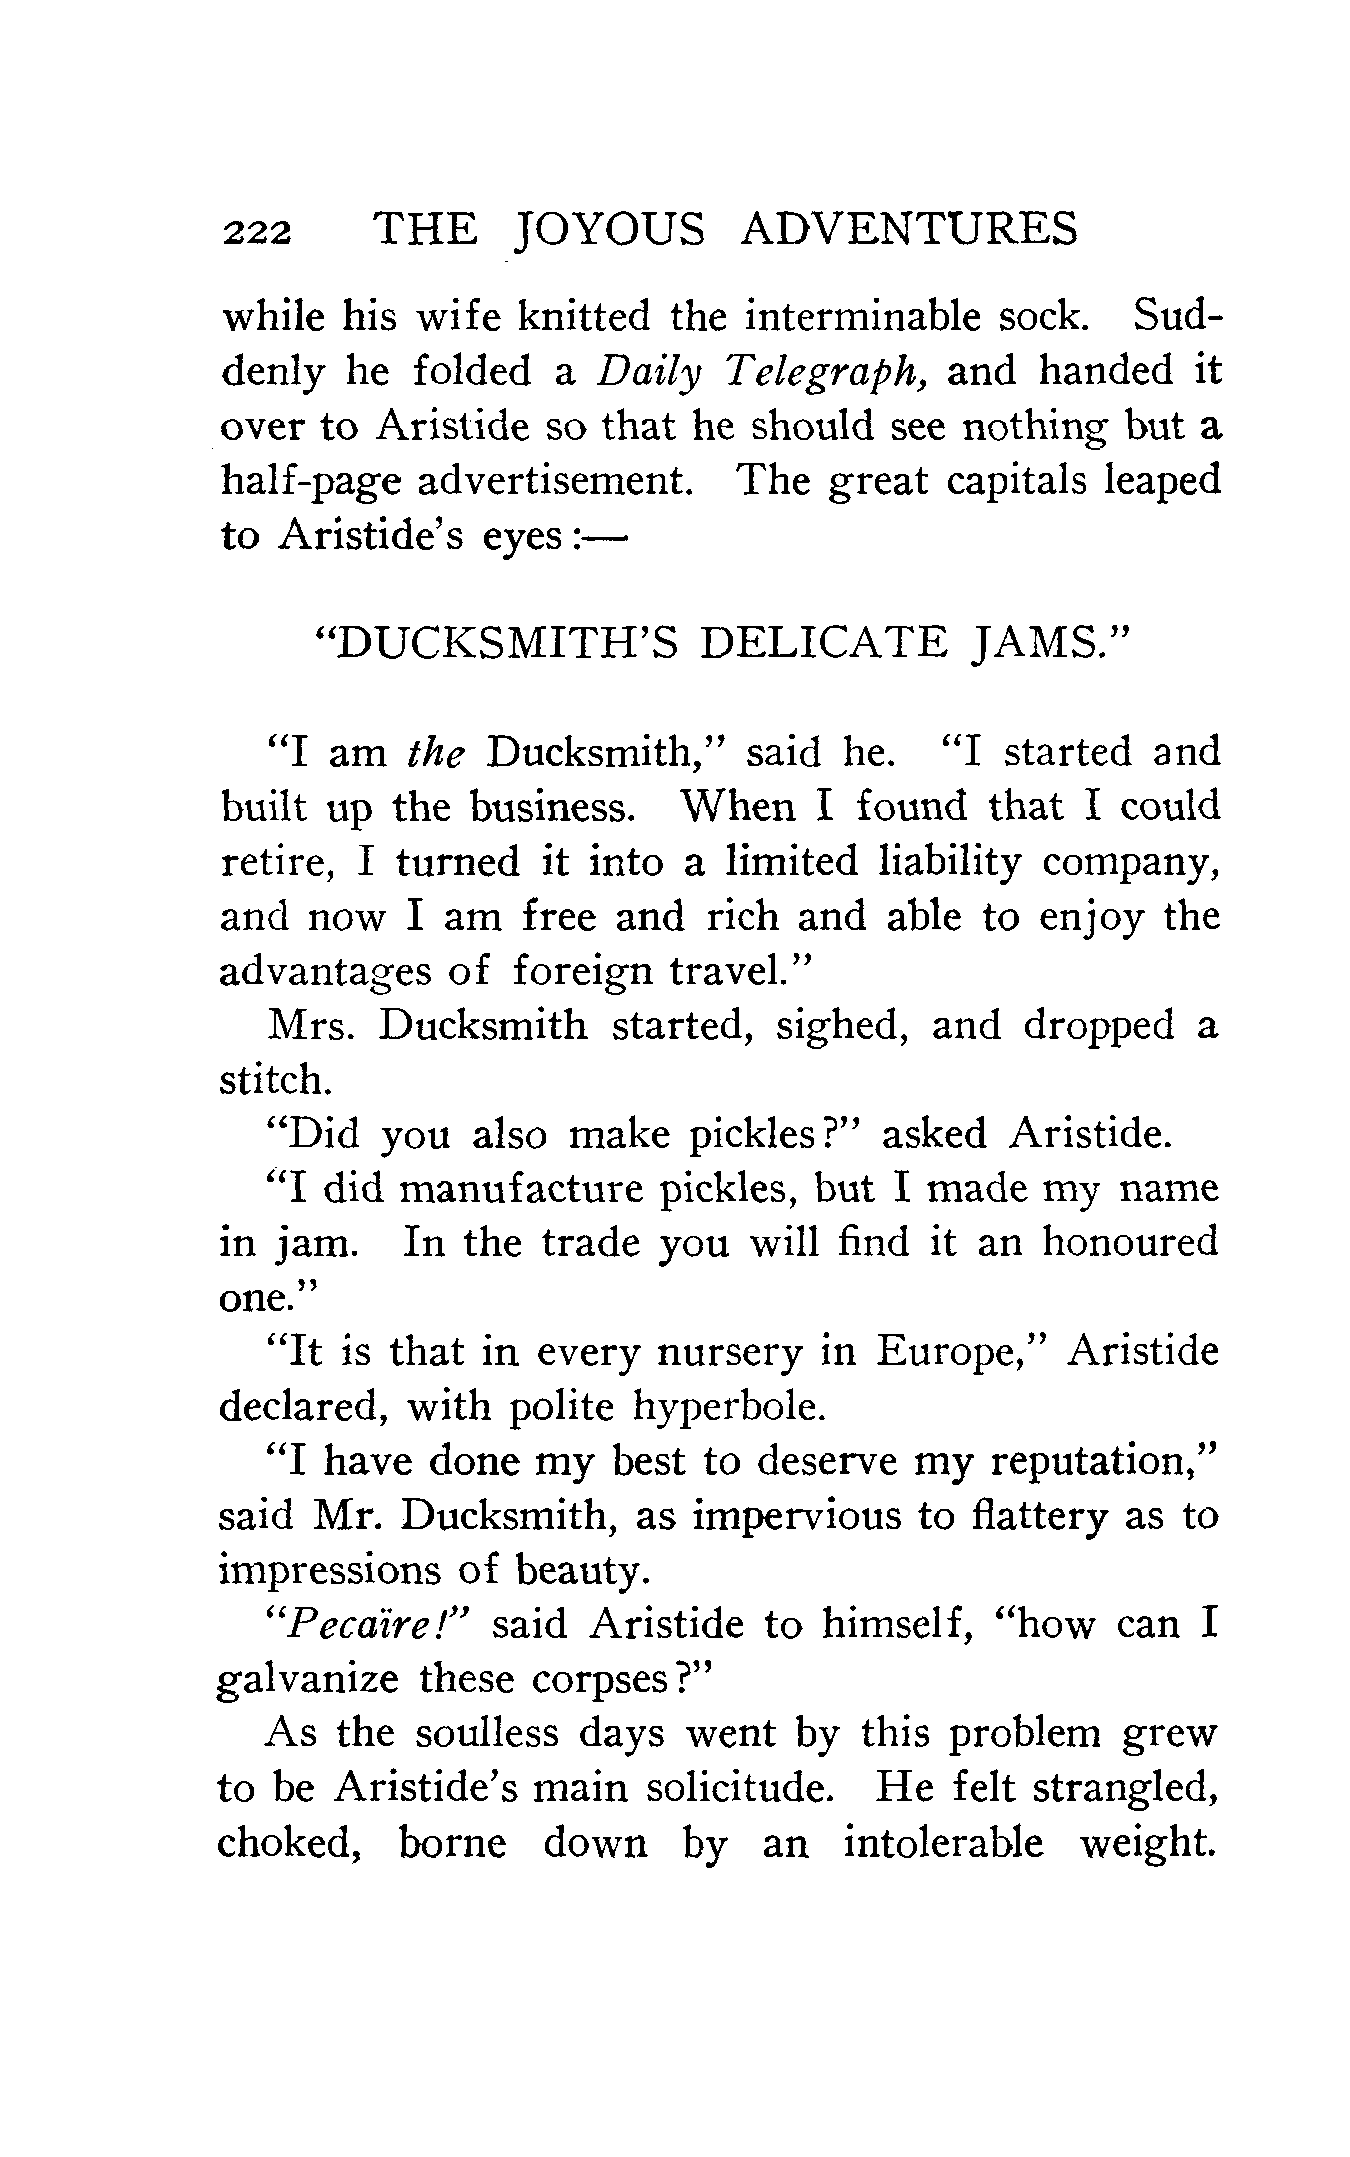 222 THE JOYOUS ADVENTURES
while his wife knitted the interminable sock. Sud-
denly he folded a Daily Telegraph, and handed it
over to Aristide so that he should see nothing but a
half-page advertisement. The great capitals leaped
to Aristide's eyes:—
"DUCKSMITH'S DELICATE JAMS."
"I am the Ducksmith," said he. "I started and
built up the business. When I found that I could
retire, I turned it into a limited liability company,
and now I am free and rich and able to enjoy the
advantages of foreign travel."
Mrs. Ducksmith started, sighed, and dropped a
stitch.
"Did you also make pickles?" asked Aristide.
"I did manufacture pickles, but I made my name
in jam. In the trade you will find it an honoured
one."
"It is that in every nursery in Europe," Aristide
declared, with polite hyperbole.
"I have done my best to deserve my reputation,"
said Mr. Ducksmith, as impervious to flattery as to
impressions of beauty.
"Pecaïre!" said Aristide to himself, "how can I
galvanize these corpses?"
As the soulless days went by this problem grew
to be Aristide's main solicitude. He felt strangled,
choked, borne down by an intolerable weight.